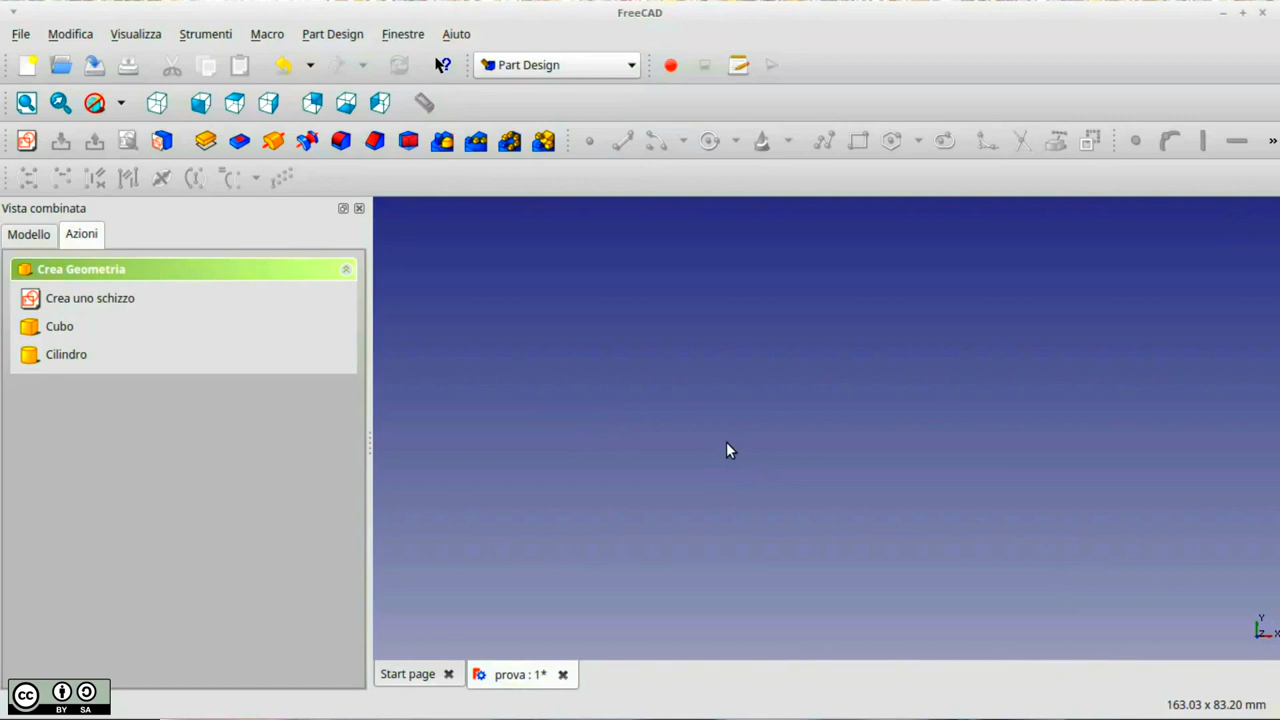 FreeCAD
File Modifica Visualizza Strumenti Macro Part Design Finestre Aiuto
Part Design
Vista combinata
Modello Azioni
Crea Geometria
Crea uno schizzo
Cubo
Cilindro
Y
Z X
Start page prova : 1*
cc BY SA
163.03 x 83.20 mm